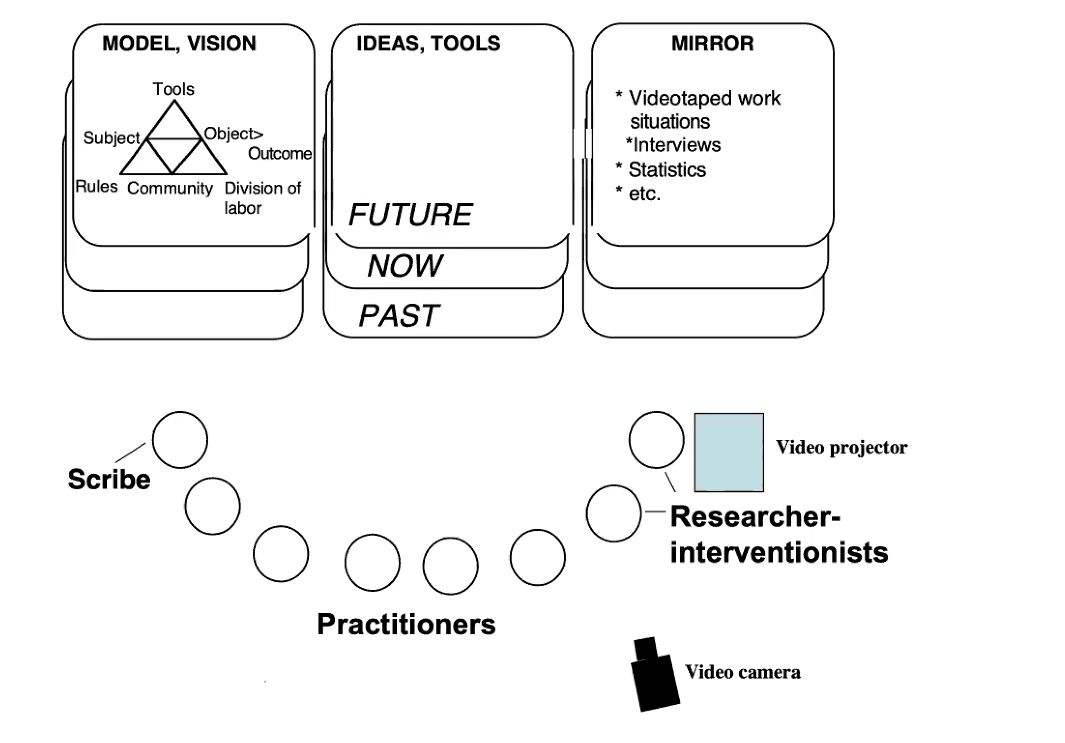 MODEL, VISION
Tools
Subject
Object>
Outcome
Rules
Community
Division of
labor
IDEAS, TOOLS
FUTURE
NOW
PAST
MIRROR
* Videotaped work
situations
*Interviews
* Statistics
* etc.
Scribe
Practitioners
Video projector
Researcher-
interventionists
Video camera